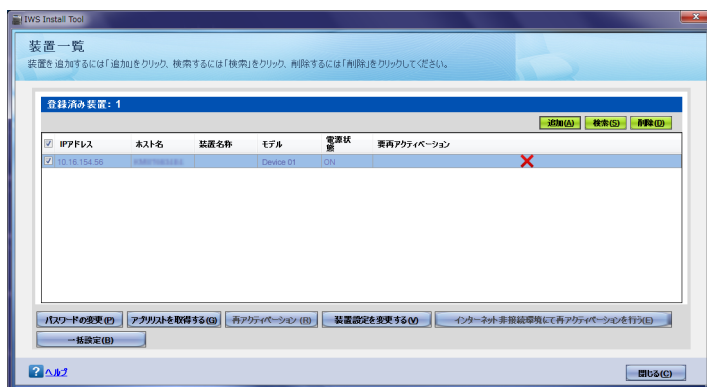 IWS Install Tool
装置一覧
装置を追加するには「追加」をクリック、検索するには「検索」をクリック、削除するには「削除」をクリックしてください。
登録済み装置: 1
追加(A) 検索(S) 削除(D)
IPアドレス ホスト名 装置名称 モデル 電源状態 要再アクティベーション
10.16.154.56 Device 01 ON
パスワードの変更(P) アプリリストを取得する(G) 再アクティベーション (R) 装置設定を変更する(V) インターネット非接続環境にて再アクティベーションを行う(E)
一括設定(B)
ヘルプ 閉じる(C)